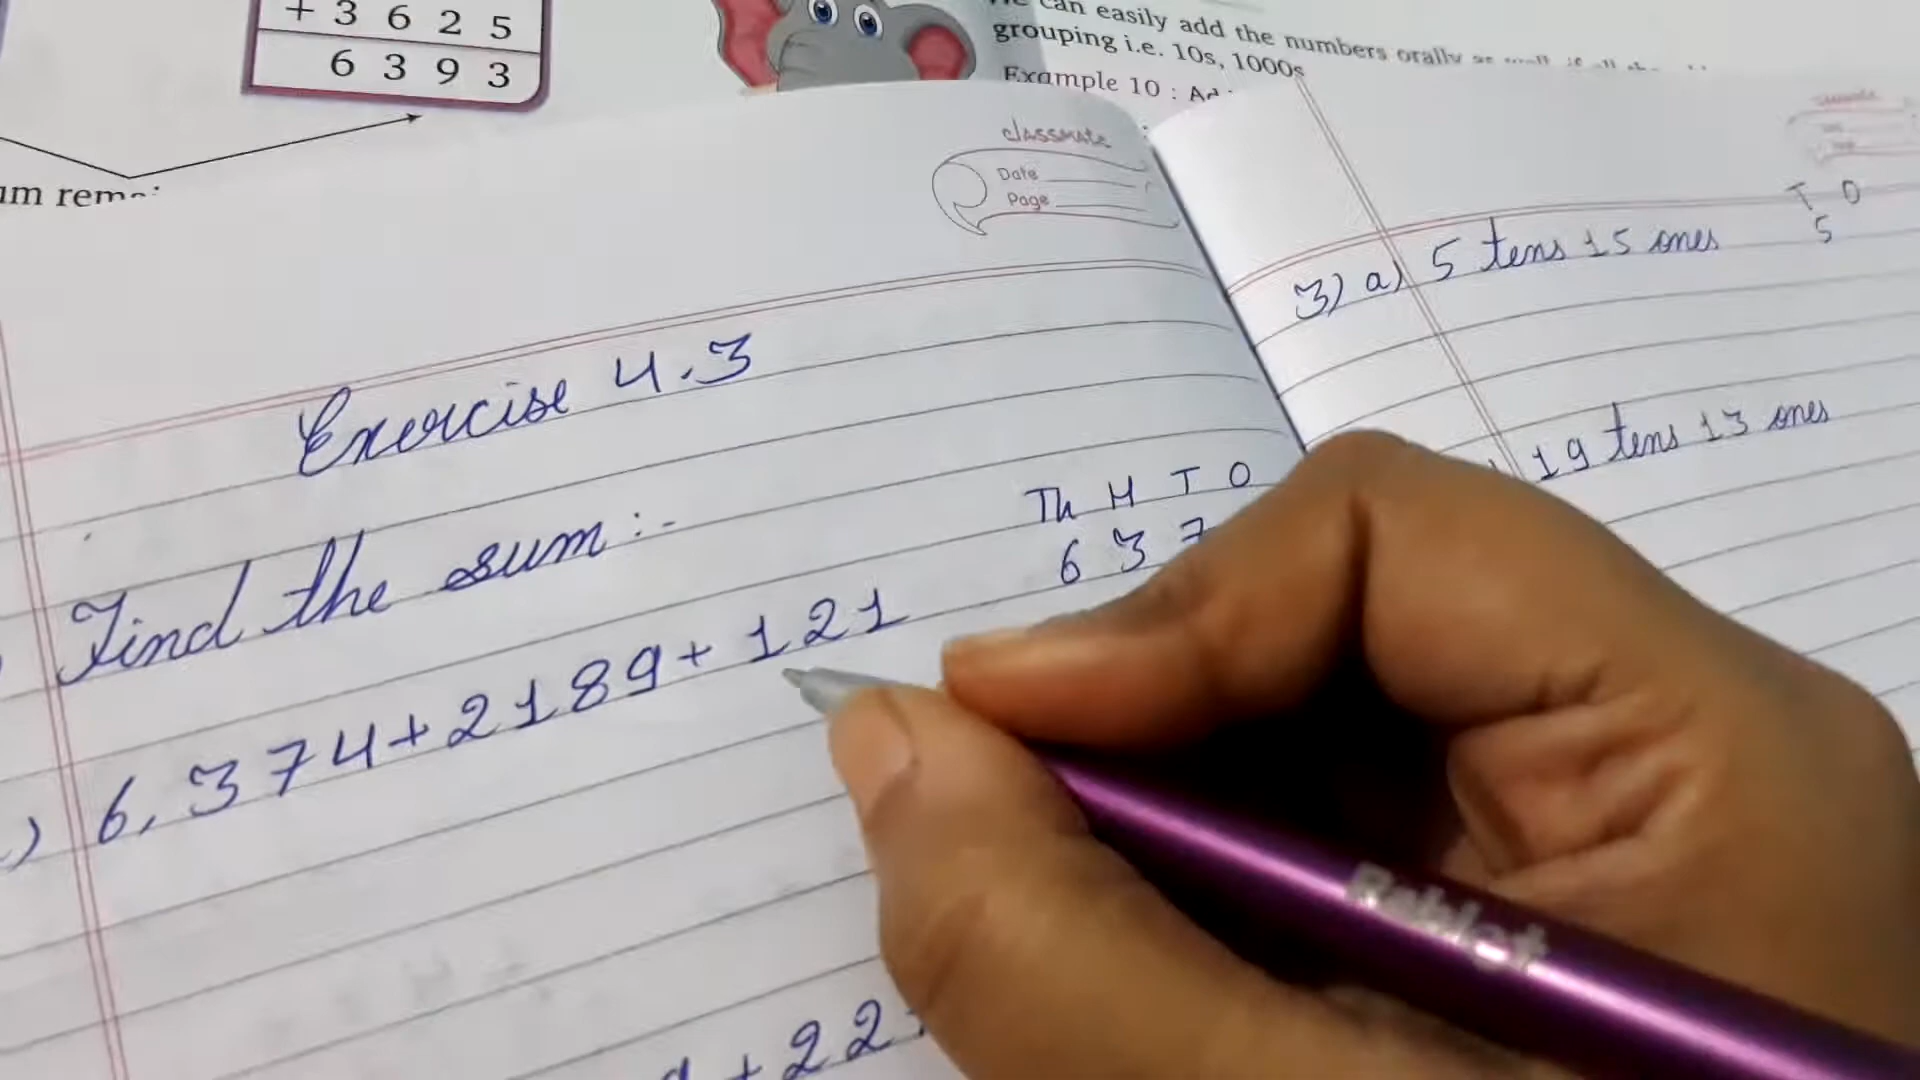 + 3 6 2 5
6 3 9 3
can easily add the numbers orally
grouping i.e. 10s, 1000s
Example 10 :
classmate
Date
Page
Exercise 4.3
Find the sum :-
6,374+2189+121
Th H T O
6 3 7
+ 22
T O
3) a) 5 tens 15 ones 5
19 tens 13 ones